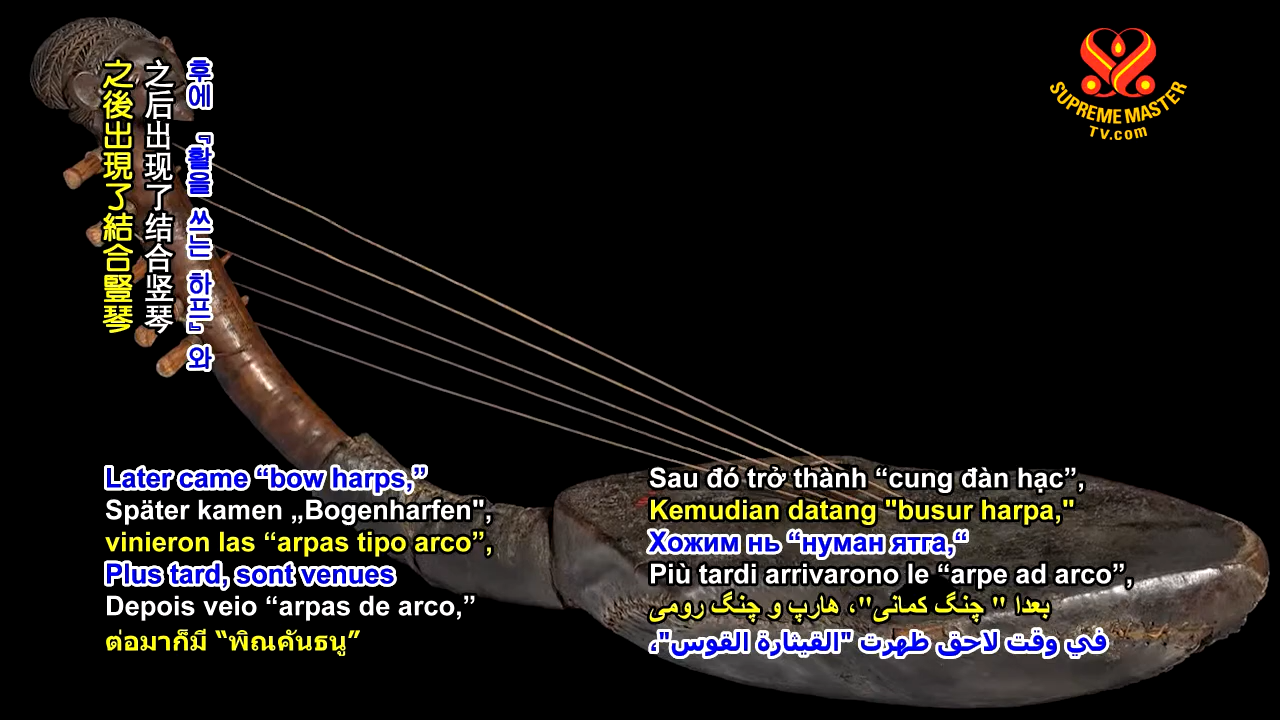 之後出現了結合豎琴
之后出现了结合竖琴
후에 『활을 쓰는 하프』와
SUPREME MASTER
TV.com
Later came “bow harps,”
Später kamen „Bogenharfen",
vinieron las “arpas tipo arco”,
Plus tard, sont venues
Depois veio “arpas de arco,”
ต่อมาก็มี “พิณคันธนู”
Sau đó trở thành “cung đàn hạc”,
Kemudian datang "busur harpa,"
Хожим нь “нуман ятга,“
Più tardi arrivarono le “arpe ad arco”,
بعدا " چنگ کمانی"، هارپ و چنگ رومی
في وقت لاحق ظهرت "القيثارة القوس"،